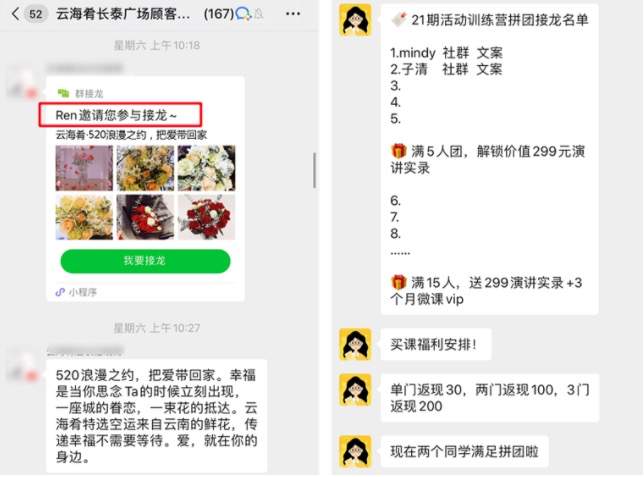 52
云海肴长泰广场顾客... (167)
星期六 上午 10:18
群接龙
Ren邀请您参与接龙~
云海肴·520浪漫之约，把爱带回家
我要接龙
小程序
星期六 上午 10:27
520浪漫之约，把爱带回家。幸福
是当你思念Ta的时候立刻出现，
一座城的眷恋，一束花的抵达。云
海肴特选空运来自云南的鲜花，传
递幸福不需要等待。爱，就在你的
身边。
21期活动训练营拼团接龙名单
1.mindy 社群 文案
2.子清 社群 文案
3.
4.
5.
满5人团，解锁价值299元演
讲实录
6.
7.
8.
......
满15人，送299演讲实录+3
个月微课vip
买课福利安排！
单门返现30，两门返现100，3门
返现200
现在两个同学满足拼团啦